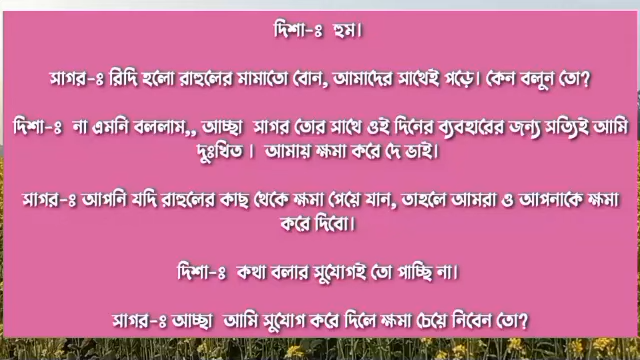 দিশা-ঃ হুম।
সাগর-ঃ রিদি হলো রাহুলের মামাতো বোন, আমাদের সাথেই পড়ে। কেন বলুন তো?
দিশা-ঃ না এমনি বললাম,, আচ্ছা সাগর তোর সাথে ওই দিনের ব্যবহারের জন্য সত্যিই আমি
দুঃখিত । আমায় ক্ষমা করে দে ভাই।
সাগর-ঃ আপনি যদি রাহুলের কাছ থেকে ক্ষমা পেয়ে যান, তাহলে আমরা ও আপনাকে ক্ষমা
করে দিবো।
দিশা-ঃ কথা বলার সুযোগই তো পাচ্ছি না।
সাগর-ঃ আচ্ছা আমি সুযোগ করে দিলে ক্ষমা চেয়ে নিবেন তো?